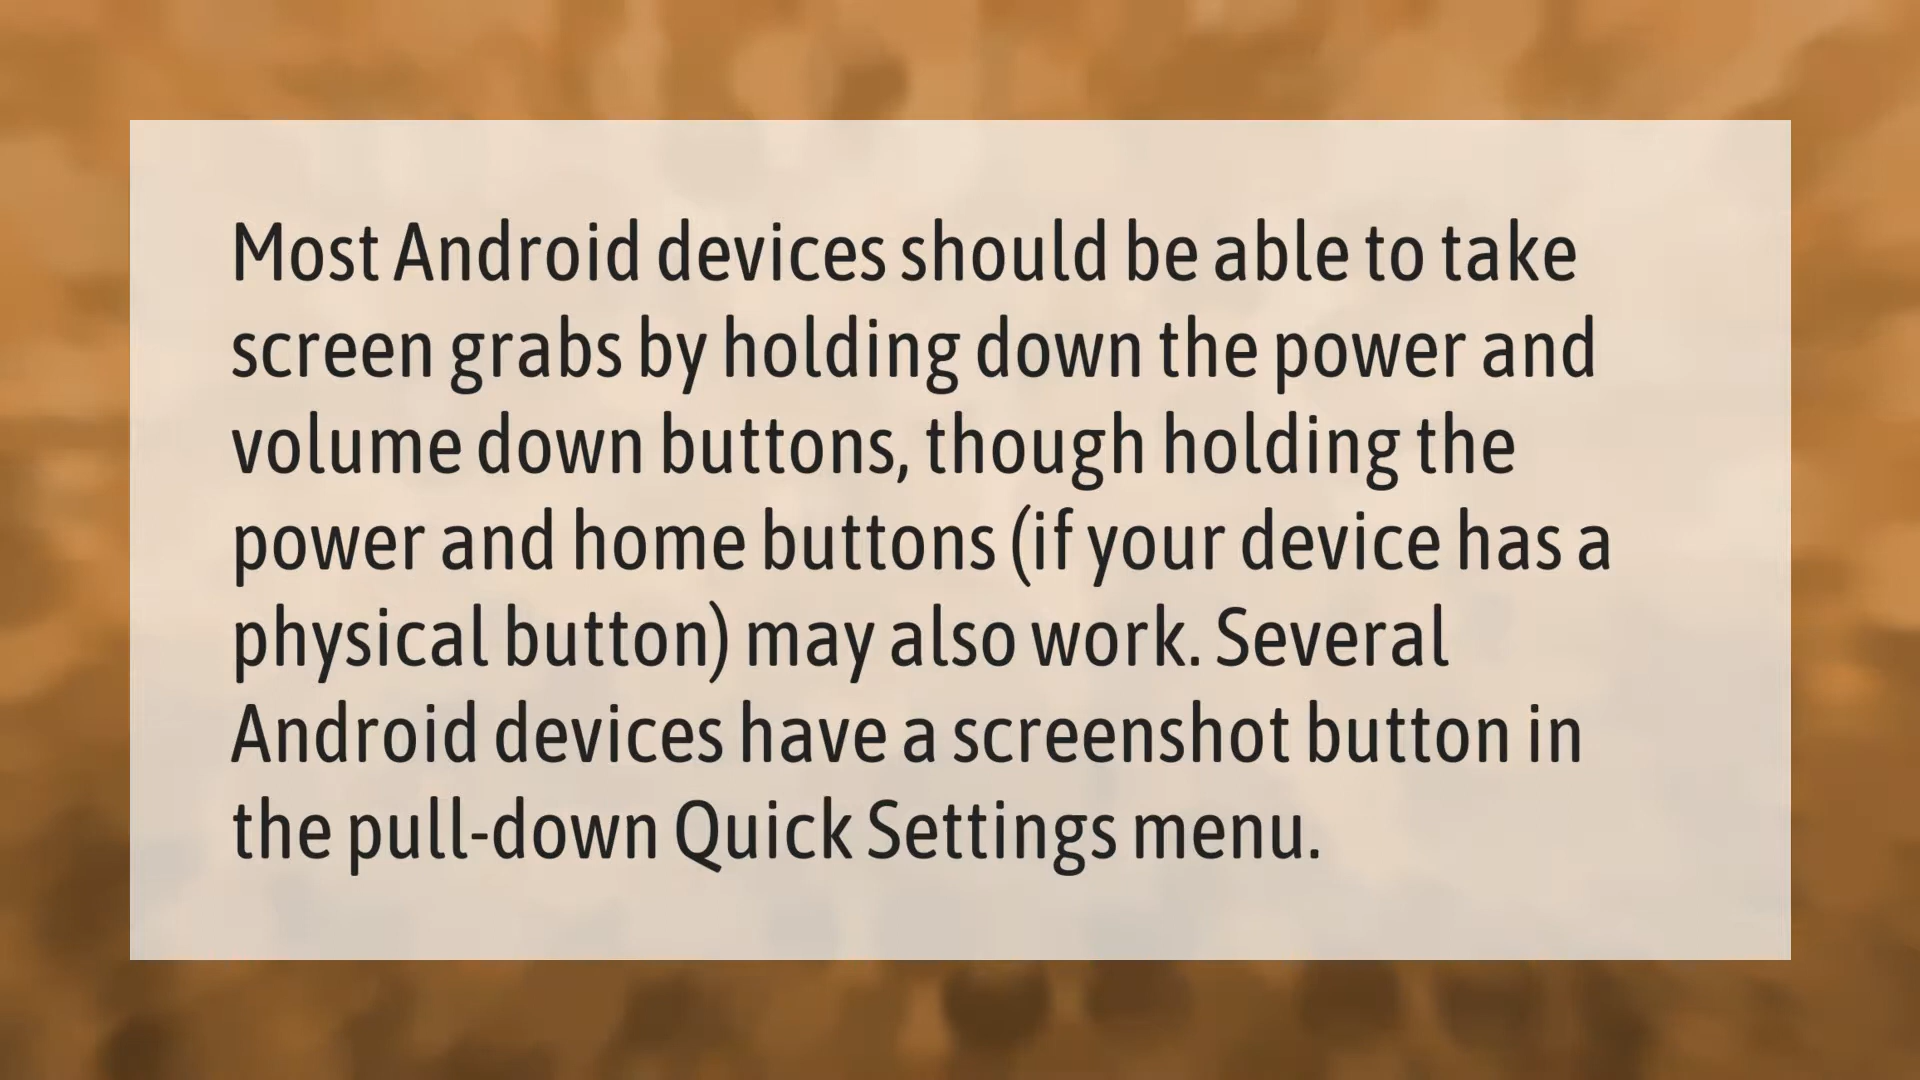 Most Android devices should be able to take
screen grabs by holding down the power and
volume down buttons, though holding the
power and home buttons (if your device has a
physical button) may also work. Several
Android devices have a screenshot button in
the pull-down Quick Settings menu.